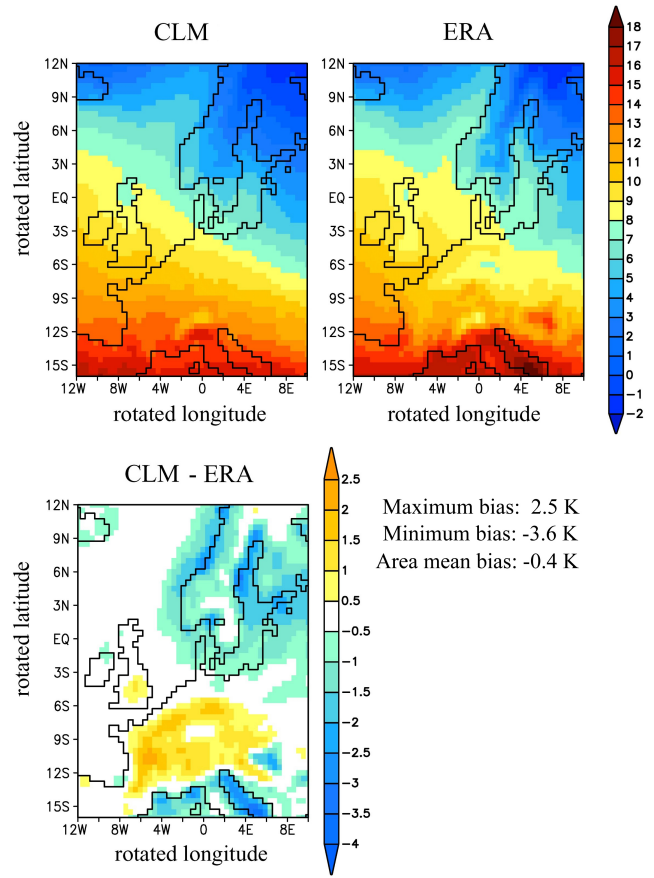 CLM
ERA
12N
9N
6N
3N
EQ
3S
6S
9S
12S
15S
rotated latitude
12W 8W 4W 0 4E 8E
rotated longitude
12N
9N
6N
3N
EQ
3S
6S
9S
12S
15S
12W 8W 4W 0 4E 8E
rotated longitude
18
17
16
15
14
13
12
11
10
9
8
7
6
5
4
3
2
1
0
−1
−2
CLM - ERA
12N
9N
6N
3N
EQ
3S
6S
9S
12S
15S
rotated latitude
12W 8W 4W 0 4E 8E
rotated longitude
2.5
2
1.5
1
0.5
−0.5
−1
−1.5
−2
−2.5
−3
−3.5
−4
Maximum bias: 2.5 K
Minimum bias: -3.6 K
Area mean bias: -0.4 K